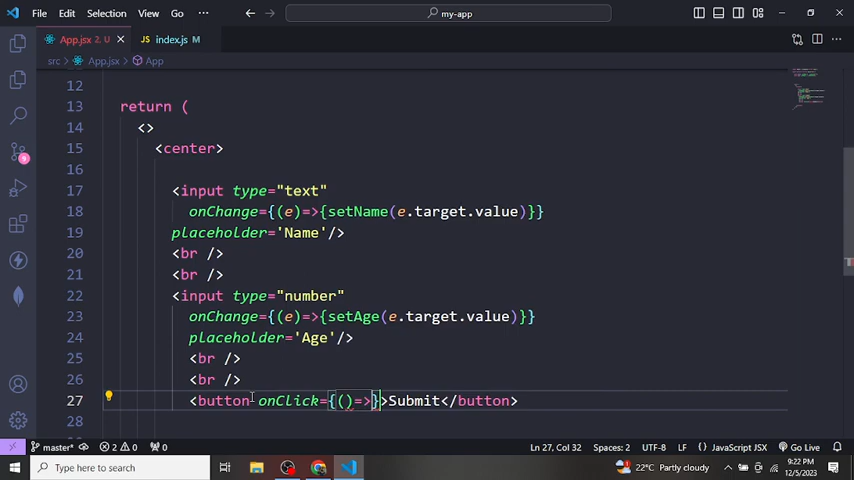 File Edit Selection View Go ··· my-app
App.jsx 2, U index.js M
src > App.jsx > App
12
13 return (
14 <>
15 <center>
16
17 <input type="text"
18 onChange={(e)=>{setName(e.target.value)}}
19 placeholder='Name'/>
20 <br />
21 <br />
22 <input type="number"
23 onChange={(e)=>{setAge(e.target.value)}}
24 placeholder='Age'/>
25 <br />
26 <br />
27 <button onClick={()=>}>Submit</button>
28
9
master* 2 0 0 Ln 27, Col 32 Spaces: 2 UTF-8 LF {} JavaScript JSX Go Live
Type here to search 22°C Partly cloudy 9:22 PM
12/5/2023